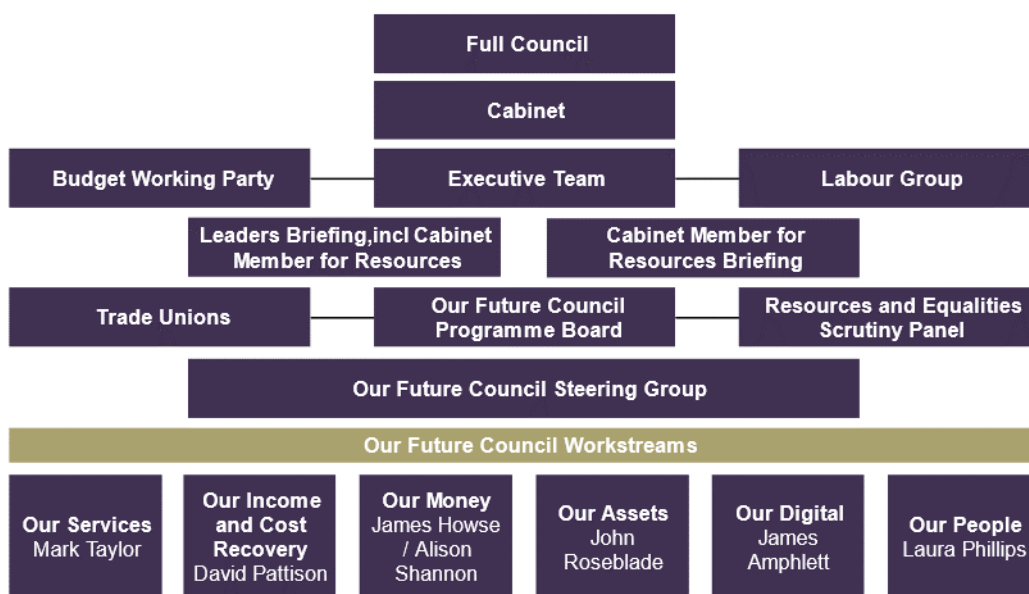 Full Council
Cabinet
Budget Working Party
Executive Team
Labour Group
Leaders Briefing,incl Cabinet
Member for Resources
Cabinet Member for
Resources Briefing
Trade Unions
Our Future Council
Programme Board
Resources and Equalities
Scrutiny Panel
Our Future Council Steering Group
Our Future Council Workstreams
Our Services
Mark Taylor
Our Income
and Cost
Recovery
David Pattison
Our Money
James Howse
/ Alison
Shannon
Our Assets
John
Roseblade
Our Digital
James
Amphlett
Our People
Laura Phillips